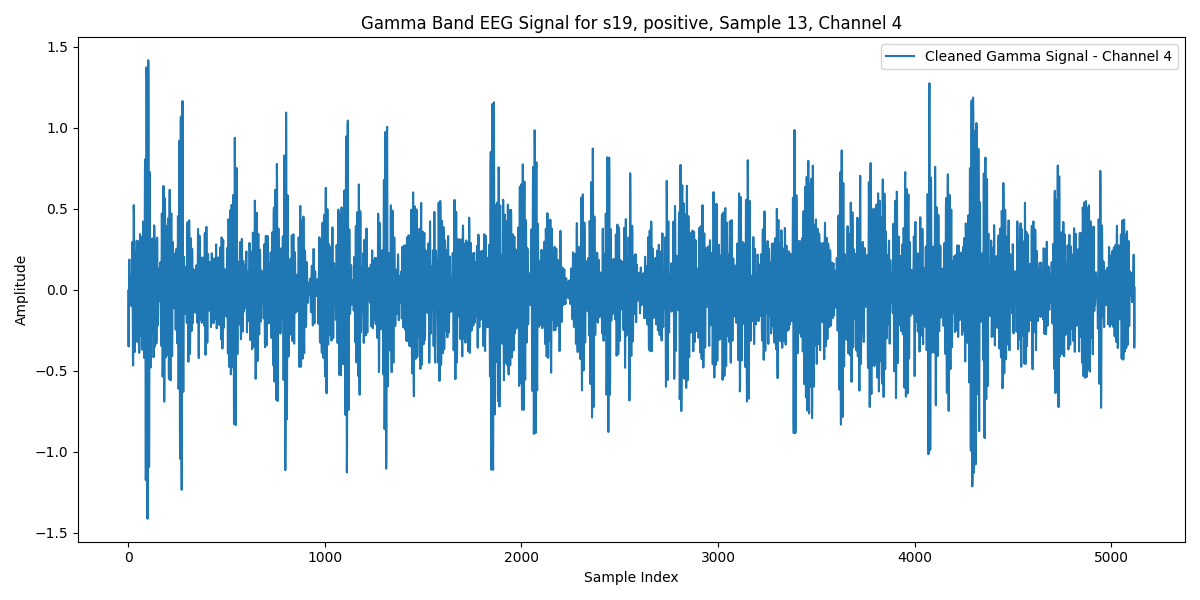 Gamma Band EEG Signal for s19, positive, Sample 13, Channel 4
Cleaned Gamma Signal - Channel 4
Amplitude
1.5
1.0
0.5
0.0
−0.5
−1.0
−1.5
0 1000 2000 3000 4000 5000
Sample Index